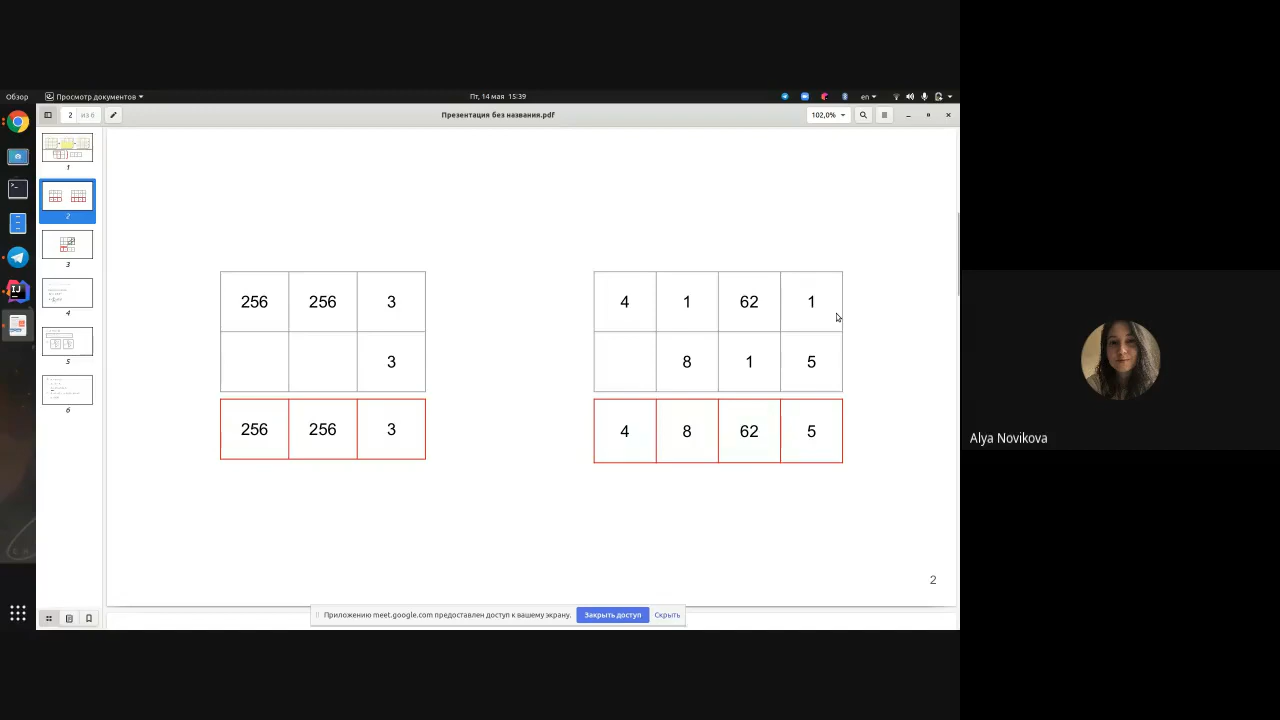 Обзор
Просмотр документов
Пт, 14 мая 15:39
en
2 из 6
Презентация без названия.pdf
102,0%
1
2
3
4
5
6
256 256 3
3
256 256 3
4 1 62 1
8 1 5
4 8 62 5
2
Приложению meet.google.com предоставлен доступ к вашему экрану.
Закрыть доступ
Скрыть
Alya Novikova